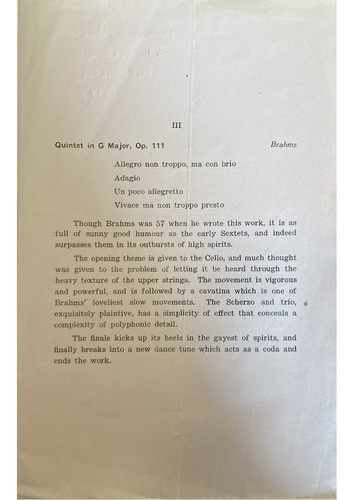 III
Quintet in G Major, Op. 111 Brahms
Allegro non troppo, ma con brio
Adagio
Un poco allegretto
Vivace ma non troppo presto
Though Brahms was 57 when he wrote this work, it is as
full of sunny good humour as the early Sextets, and indeed
surpasses them in its outbursts of high spirits.
The opening theme is given to the Cello, and much thought
was given to the problem of letting it be heard through the
heavy texture of the upper strings. The movement is vigorous
and powerful, and is followed by a cavatina which is one of
Brahms' loveliest slow movements. The Scherzo and trio,
exquisitely plaintive, has a simplicity of effect that conceals a
complexity of polyphonic detail.
The finale kicks up its heels in the gayest of spirits, and
finally breaks into a new dance tune which acts as a coda and
ends the work.